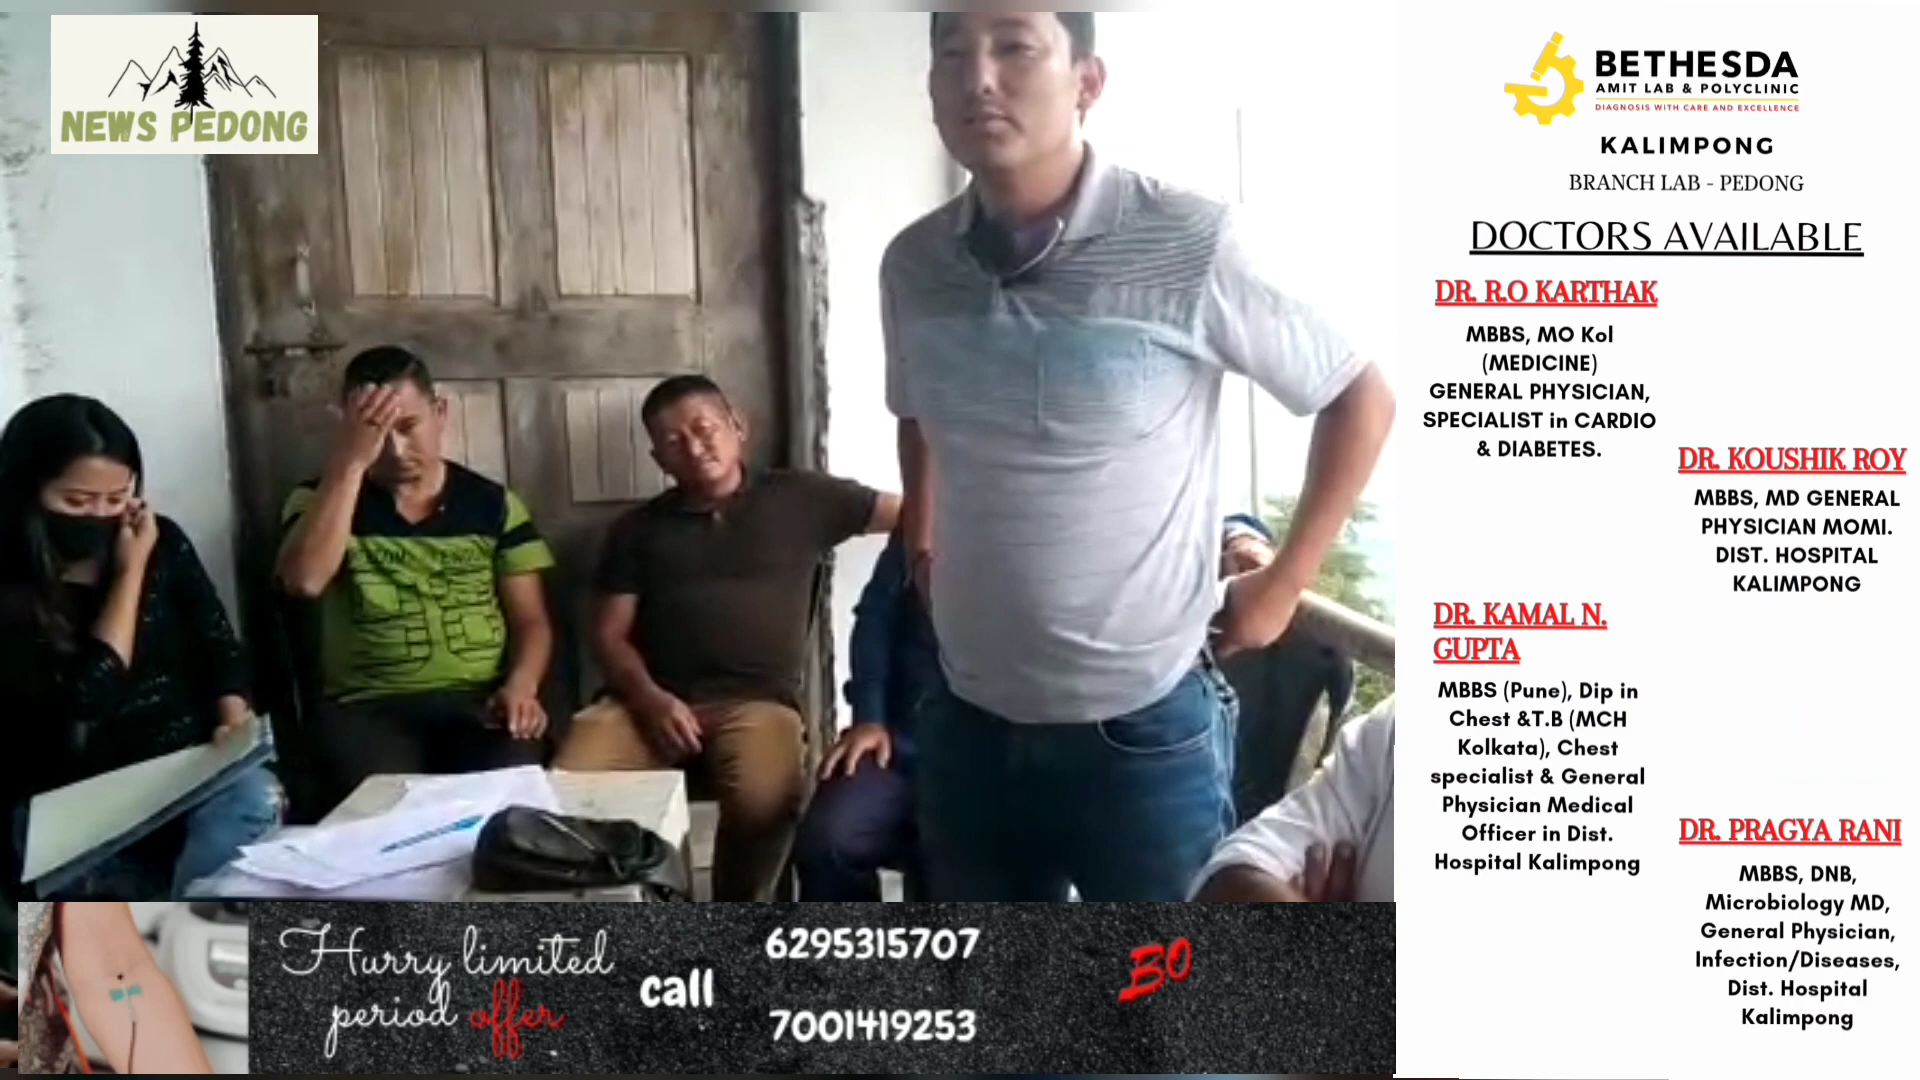 NEWS PEDONG
BETHESDA
AMIT LAB & POLYCLINIC
DIAGNOSIS WITH CARE AND EXCELLENCE
KALIMPONG
BRANCH LAB - PEDONG
DOCTORS AVAILABLE
DR. R.O KARTHAK
MBBS, MO Kol
(MEDICINE)
GENERAL PHYSICIAN,
SPECIALIST in CARDIO
& DIABETES.
DR. KOUSHIK ROY
MBBS, MD GENERAL
PHYSICIAN MOMI.
DIST. HOSPITAL
KALIMPONG
DR. KAMAL N.
GUPTA
MBBS (Pune), Dip in
Chest &T.B (MCH
Kolkata), Chest
specialist & General
Physician Medical
Officer in Dist.
Hospital Kalimpong
DR. PRAGYA RANI
MBBS, DNB,
Microbiology MD,
General Physician,
Infection/Diseases,
Dist. Hospital
Kalimpong
Hurry limited
period offer
call
6295315707
7001419253
BO